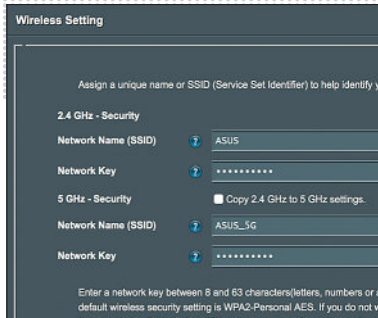 Wireless Setting
Assign a unique name or SSID (Service Set Identifier) to help identify
2.4 GHz - Security
Network Name (SSID) ? ASUS
Network Key ? ••••••••••
5 GHz - Security Copy 2.4 GHz to 5 GHz settings.
Network Name (SSID) ? ASUS_5G
Network Key ? ••••••••••
Enter a network key between 8 and 63 characters(letters, numbers or
default wireless security setting is WPA2-Personal AES. If you do not